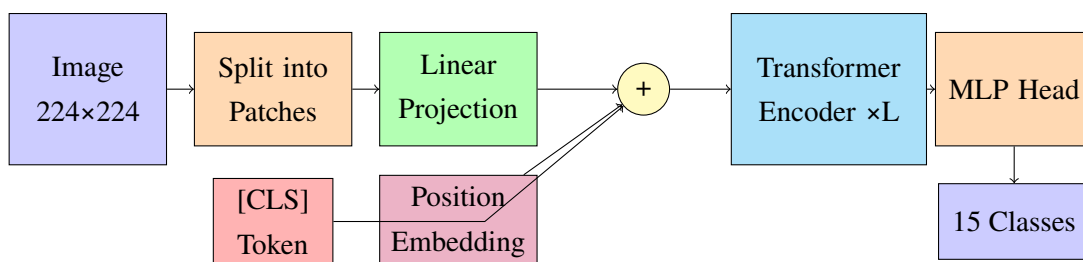 Image
224×224
Split into
Patches
Linear
Projection
+
Transformer
Encoder ×L
MLP Head
[CLS]
Token
Position
Embedding
15 Classes